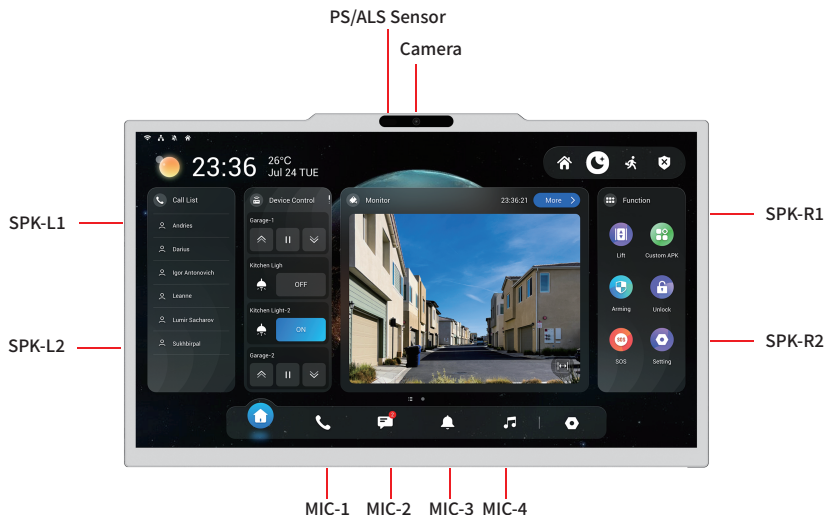 PS/ALS Sensor
Camera
23:36
26°C
Jul 24 TUE
Call List
Andries
Darius
Igor Antonovich
Leanne
Lumir Sacharov
Sukhbirpal
Device Control
Garage-1
Kitchen Ligh
OFF
Kitchen Light-2
ON
Garage-2
Monitor
23:36:21
More
Function
Lift
Custom APK
Arming
Unlock
SOS
SOS
Setting
SPK-L1
SPK-L2
SPK-R1
SPK-R2
MIC-1
MIC-2
MIC-3
MIC-4